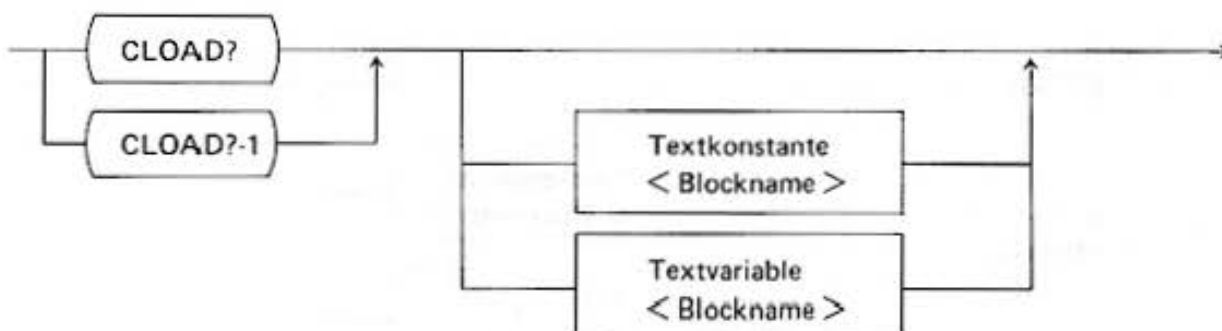 CLOAD?
CLOAD?-1
Textkonstante
< Blockname >
Textvariable
< Blockname >